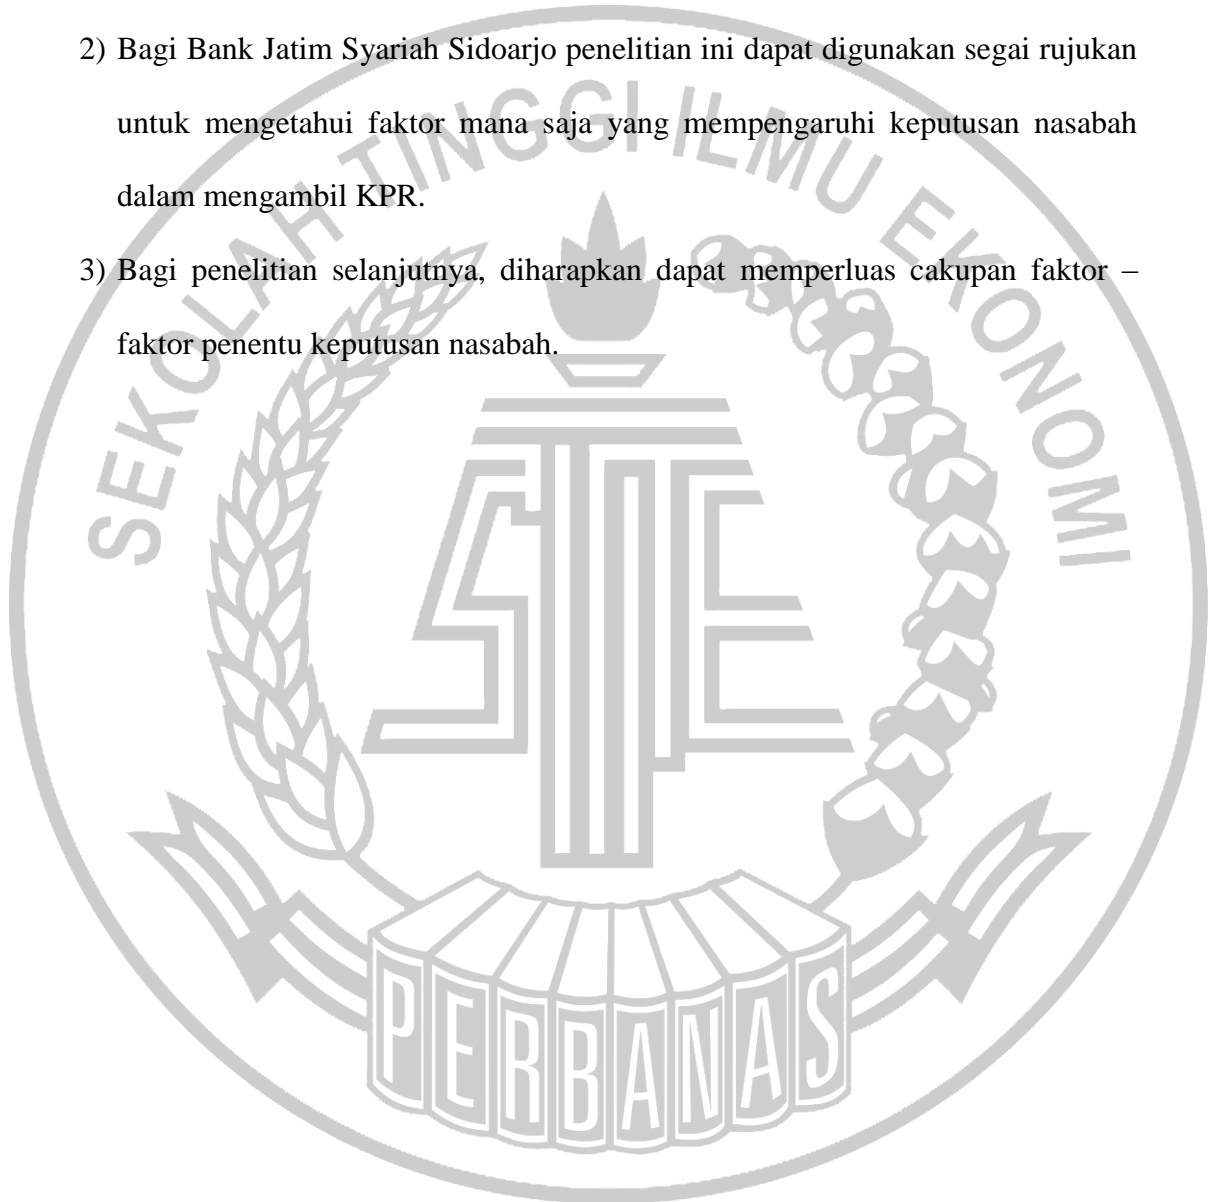 2) Bagi Bank Jatim Syariah Sidoarjo penelitian ini dapat digunakan segai rujukan
untuk mengetahui faktor mana saja yang mempengaruhi keputusan nasabah
dalam mengambil KPR.
3) Bagi penelitian selanjutnya, diharapkan dapat memperluas cakupan faktor –
faktor penentu keputusan nasabah.
SEKOLAH TINGGI ILMU EKONOMI
STIE
PERBANAS